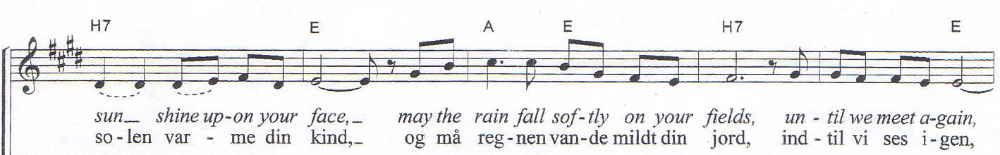 H7 E A E H7 E
sun_ shine up-on your face,_ may the rain fall sof-tly on your fields, un - til we meet a-gain,
so-len var - me din kind,_ og må reg-nen van-de mildt din jord, ind-til vi ses i-gen,